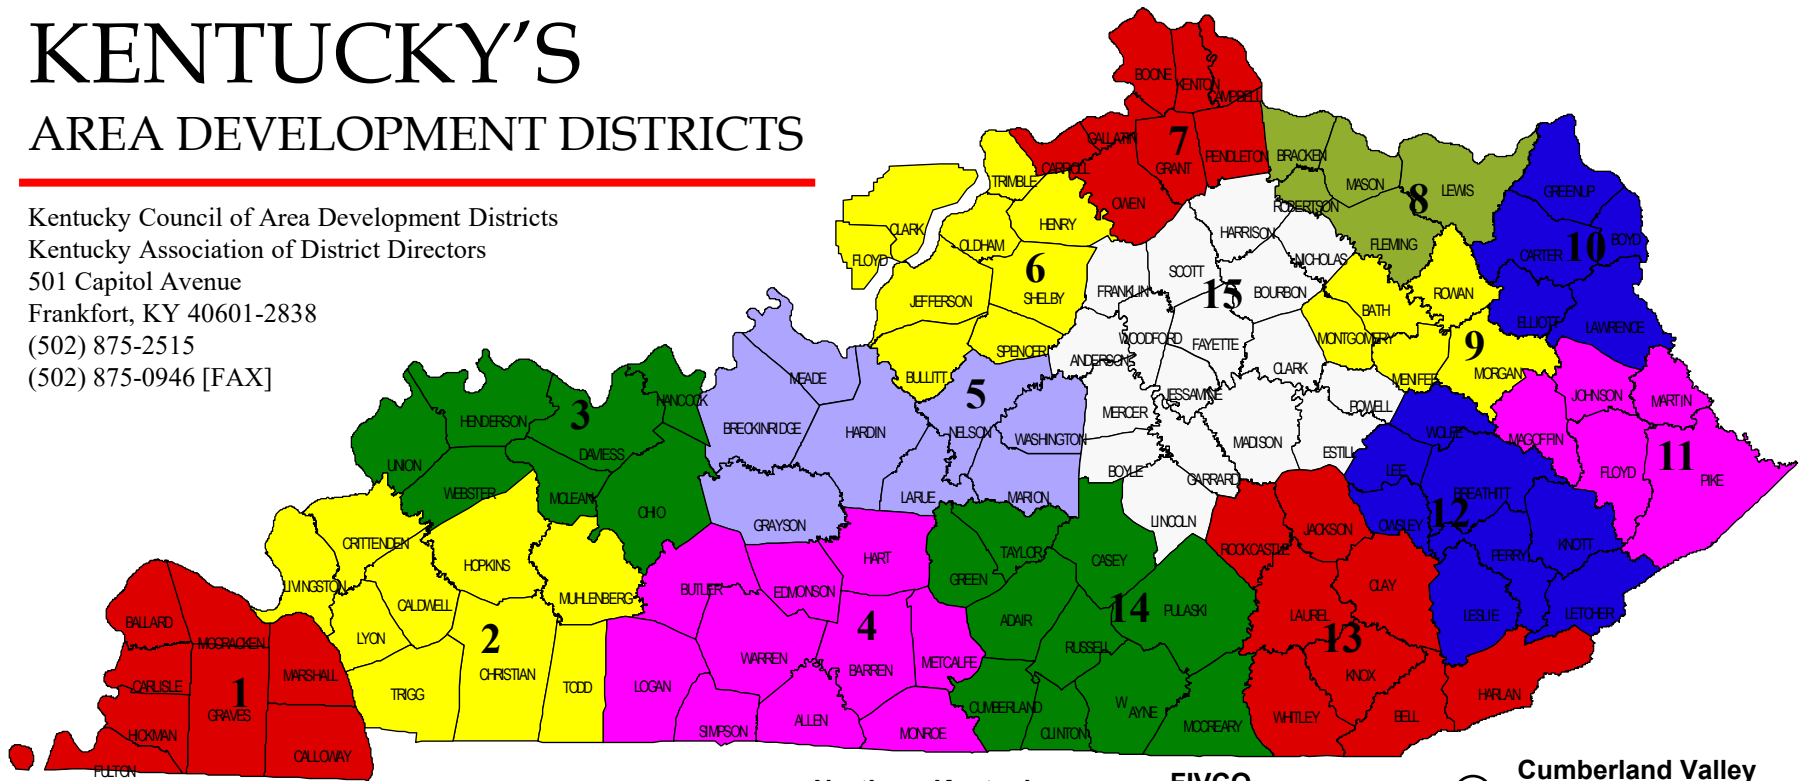 KENTUCKY'S
AREA DEVELOPMENT DISTRICTS
Kentucky Council of Area Development Districts
Kentucky Association of District Directors
501 Capitol Avenue
Frankfort, KY 40601-2838
(502) 875-2515
(502) 875-0946 [FAX]
BOONE
KENTON
CAMPBELL
GALLATIN
7
CARROLL
GRANT
PENDLETON
OWEN
BRACKEN
MASON
8
LEWIS
ROBERTSON
FLEMING
GREENUP
CARTER
10
BOYD
ELLIOTT
LAWRENCE
TRIMBLE
HENRY
CLARK
OLDHAM
FLOYD
6
JEFFERSON
SHELBY
SPENCER
BULLITT
HARRISON
NICHOLAS
SCOTT
FRANKLIN
15
BOURBON
WOODFORD
FAYETTE
ANDERSON
CLARK
JESSAMINE
MERCER
POWELL
MADISON
ESTILL
BOYLE
GARRARD
LINCOLN
ROWAN
BATH
MONTGOMERY
9
MENIFEE
MORGAN
JOHNSON
MARTIN
MAGOFFIN
FLOYD
11
PIKE
MEADE
5
BRECKINRIDGE
HARDIN
NELSON
WASHINGTON
LARUE
MARION
GRAYSON
HANCOCK
HENDERSON
3
DAVIESS
UNION
WEBSTER
MCLEAN
OHIO
WOLFE
LEE
BREATHITT
OWSLEY
12
PERRY
KNOTT
LESLIE
LETCHER
CRITTENDEN
LIVINGSTON
HOPKINS
CALDWELL
MUHLENBERG
LYON
2
CHRISTIAN
TRIGG
TODD
HART
BUTLER
EDMONSON
4
WARREN
BARREN
METCALFE
LOGAN
SIMPSON
ALLEN
MONROE
TAYLOR
CASEY
GREEN
14
PULASKI
ADAIR
RUSSELL
CUMBERLAND
CLINTON
W AYNE
MCCREARY
JACKSON
ROCKCASTLE
CLAY
LAUREL
13
KNOX
WHITLEY
BELL
HARLAN
BALLARD
MCCRACKEN
CARLISLE
MARSHALL
1
GRAVES
HICKMAN
CALLOWAY
FULTON
FIVCO
Cumberland Valley